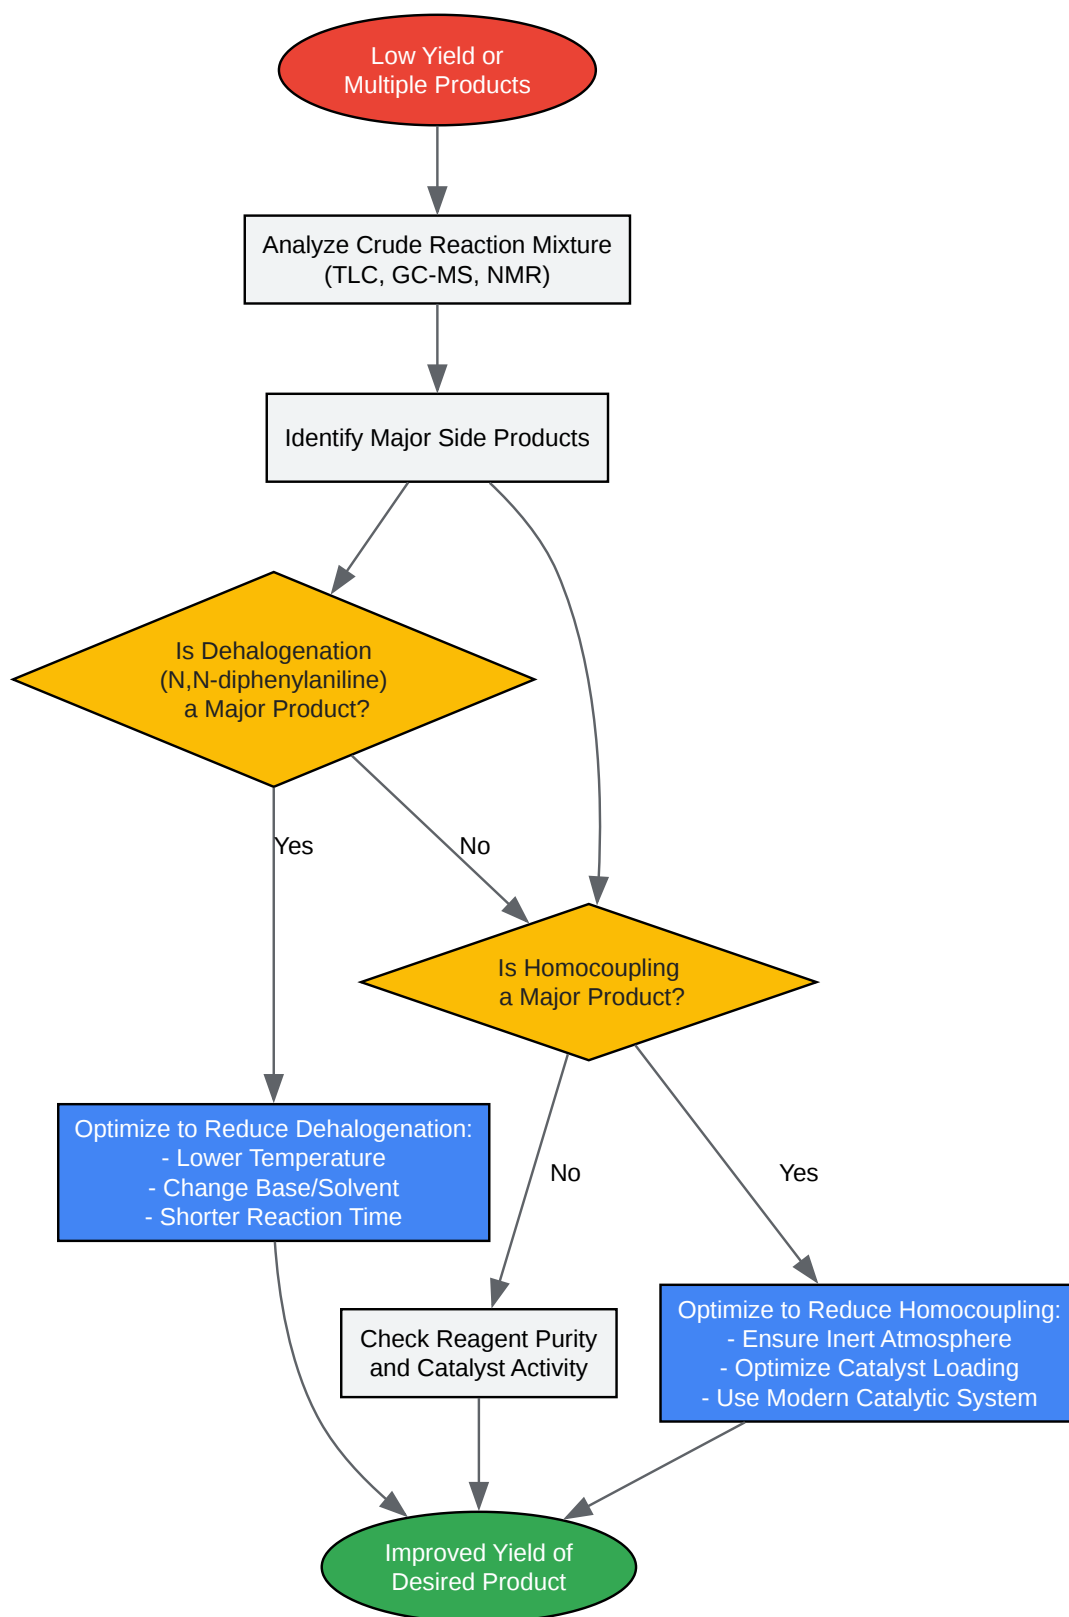 Low Yield or
Multiple Products
Analyze Crude Reaction Mixture
(TLC, GC-MS, NMR)
Identify Major Side Products
Is Dehalogenation
(N,N-diphenylaniline)
a Major Product?
Yes
No
Is Homocoupling
a Major Product?
Optimize to Reduce Dehalogenation:
- Lower Temperature
- Change Base/Solvent
- Shorter Reaction Time
No
Yes
Check Reagent Purity
and Catalyst Activity
Optimize to Reduce Homocoupling:
- Ensure Inert Atmosphere
- Optimize Catalyst Loading
- Use Modern Catalytic System
Improved Yield of
Desired Product